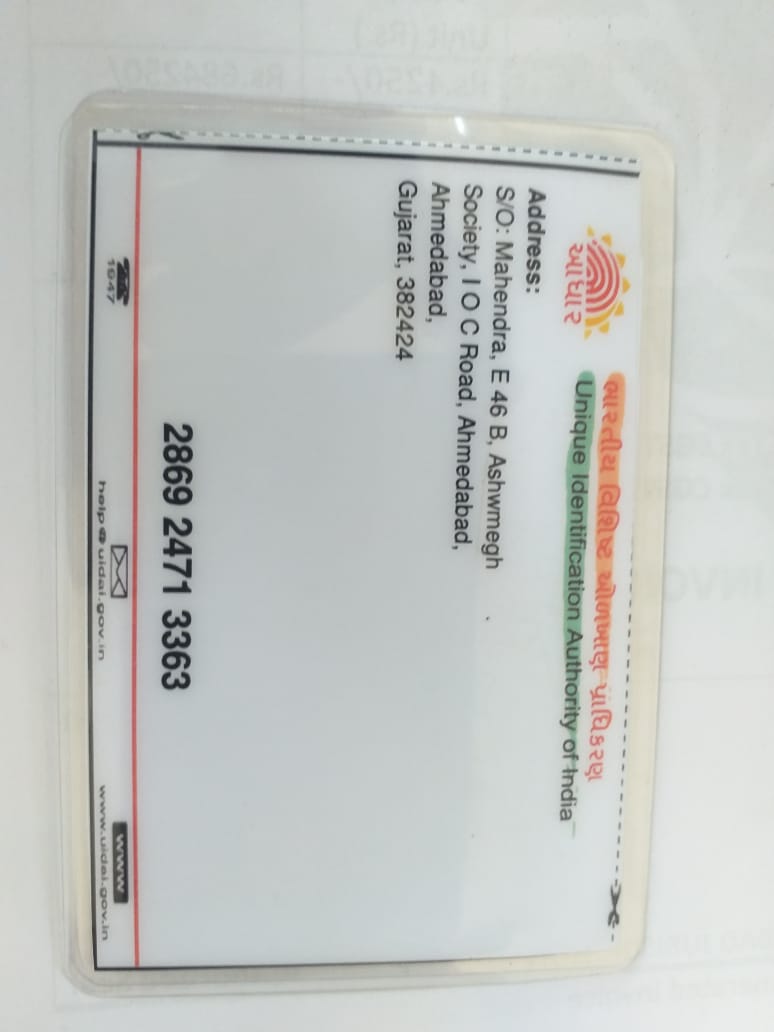 ભારતીય વિશિષ્ટ ઓળખાણ પ્રાધિકરણ
આધાર
Unique Identification Authority of India
Address:
S/O: Mahendra, E 46 B, Ashwmegh
Society, I O C Road, Ahmedabad,
Ahmedabad,
Gujarat, 382424
2869 2471 3363
1947
help@uidai.gov.in
WWW
www.uidai.gov.in